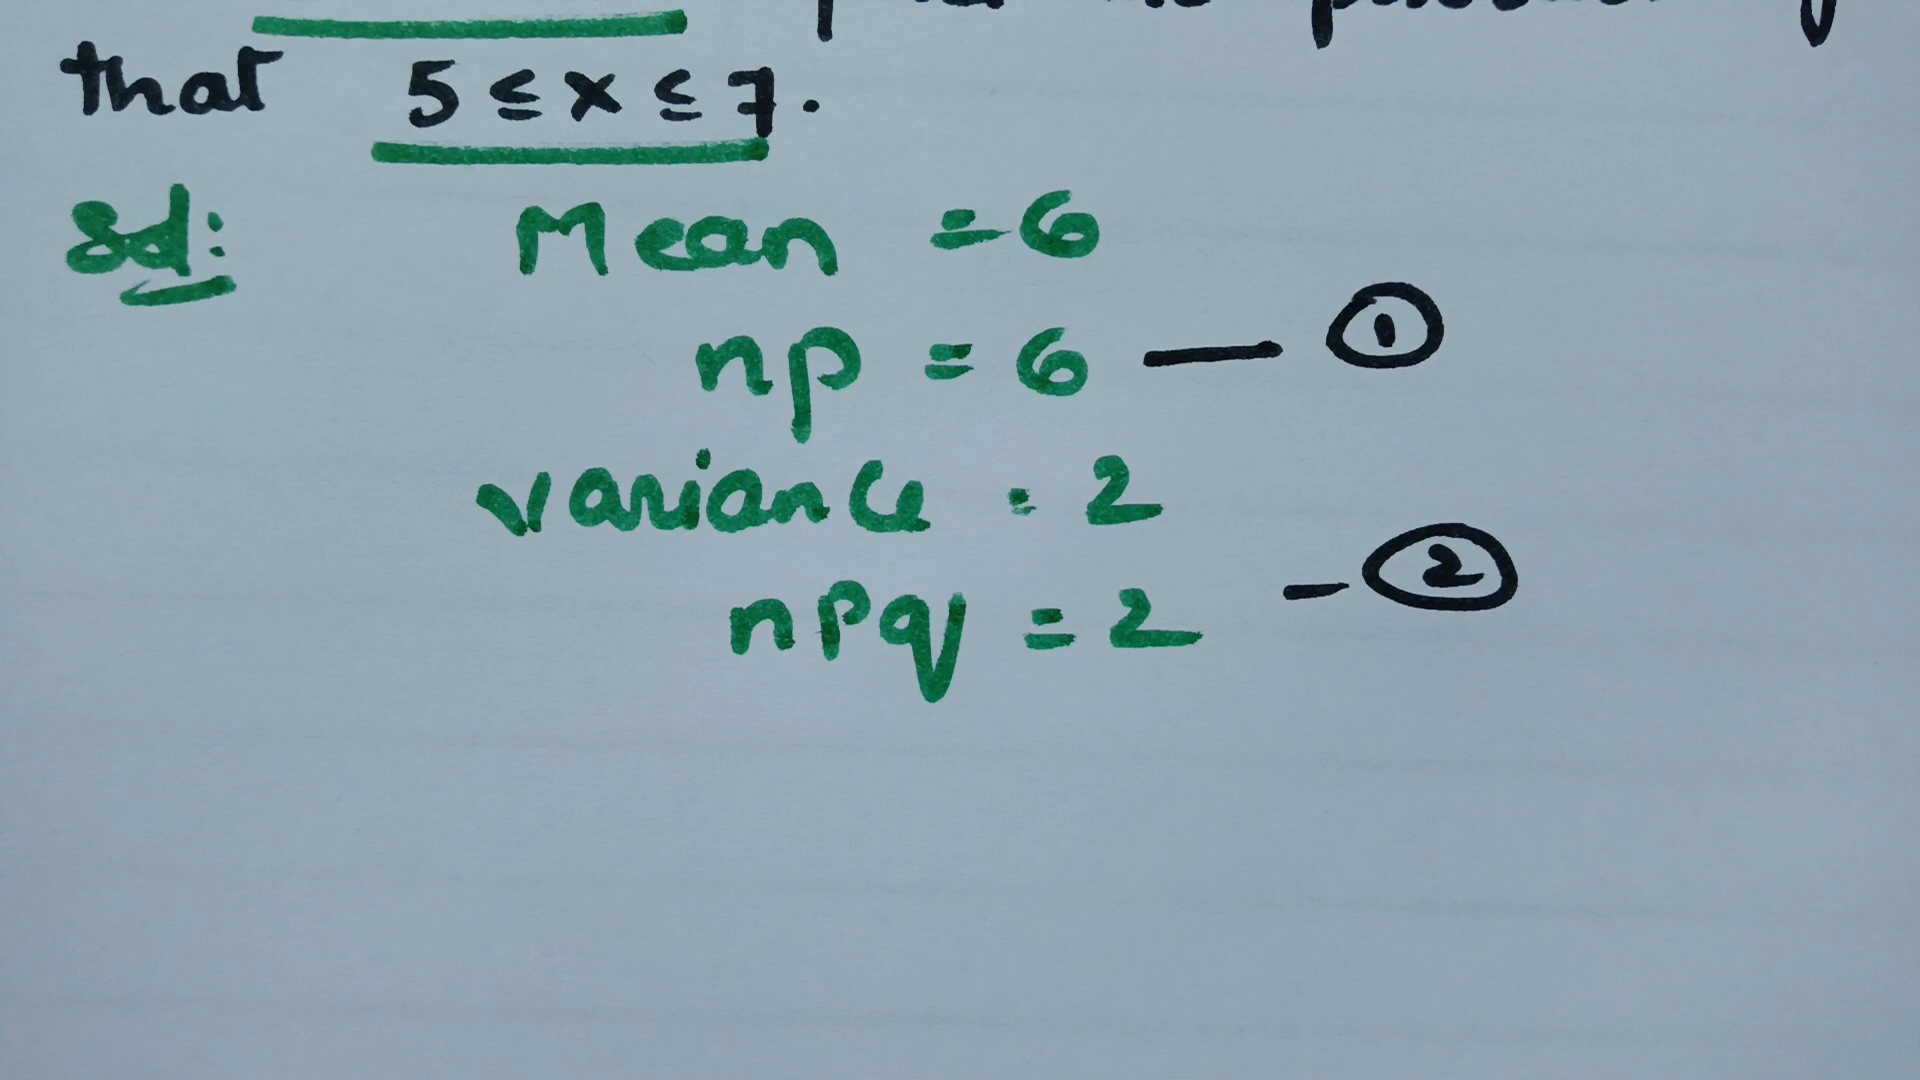 that 5 ≤ x ≤ 7.
Sol: Mean = 6
np = 6 — ①
variance = 2
npq = 2 — ②